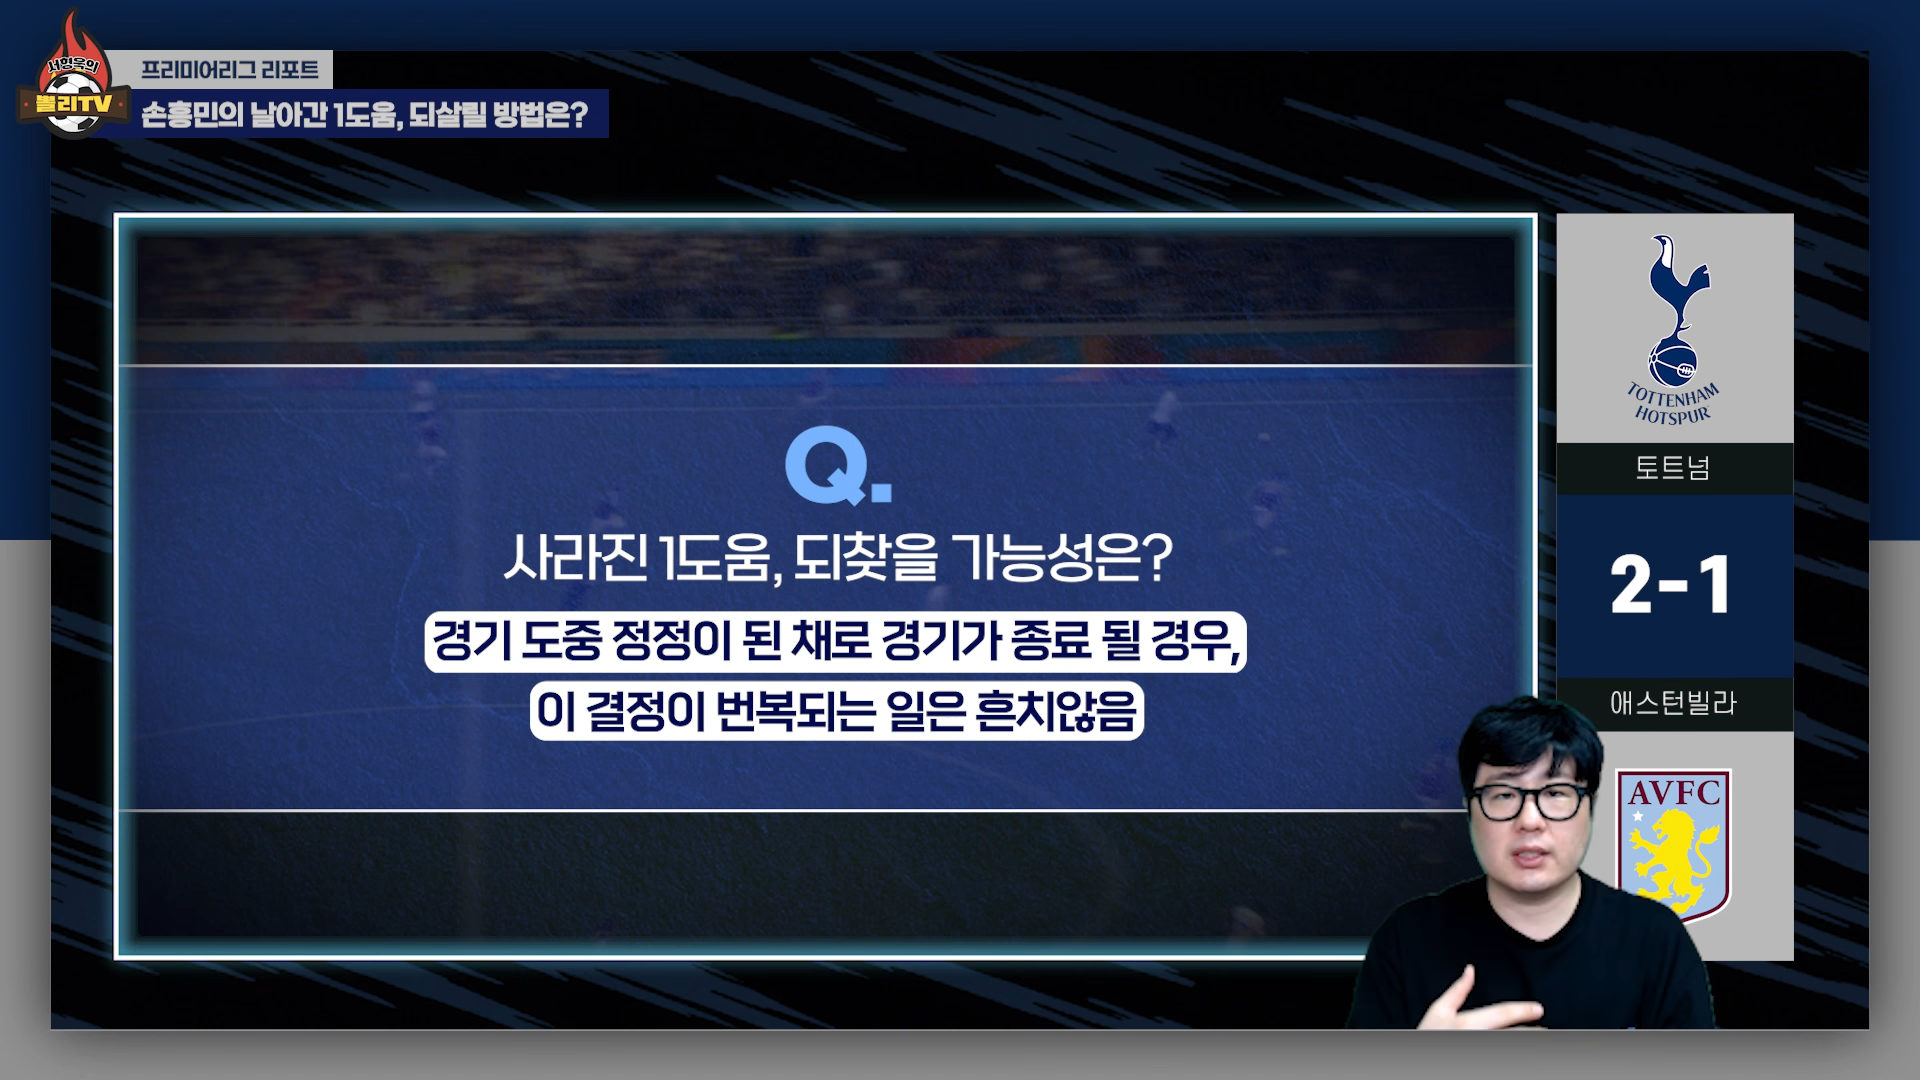 서형욱의
뽈리TV
프리미어리그 리포트
손흥민의 날아간 1도움, 되살릴 방법은?
Q.
사라진 1도움, 되찾을 가능성은?
경기 도중 정정이 된 채로 경기가 종료 될 경우,
이 결정이 번복되는 일은 흔치않음
TOTTENHAM
HOTSPUR
토트넘
2-1
애스턴빌라
AVFC